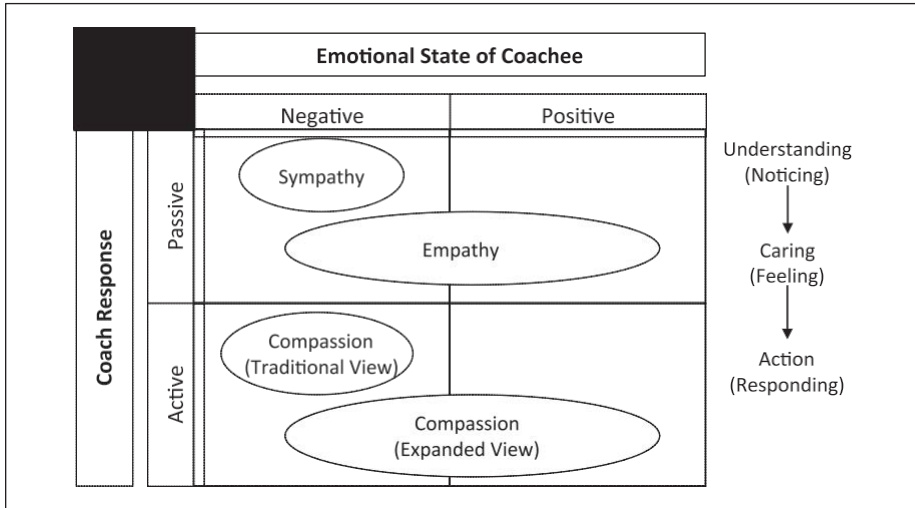 Emotional State of Coachee
Negative
Positive
Coach Response
Passive
Sympathy
Empathy
Active
Compassion
(Traditional View)
Compassion
(Expanded View)
Understanding
(Noticing)
Caring
(Feeling)
Action
(Responding)